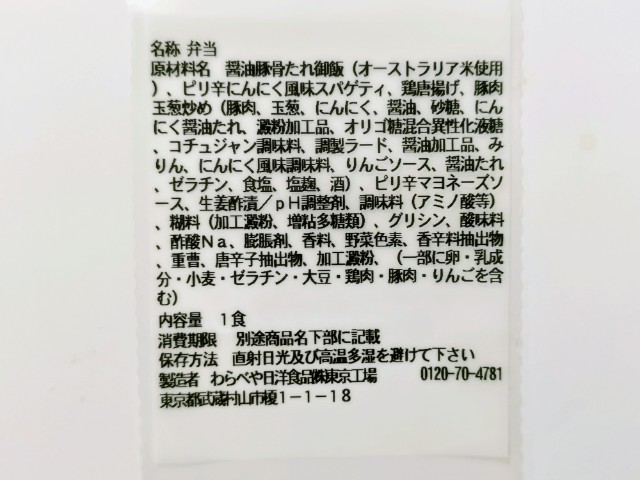 名称 弁当
原材料名　醤油豚骨たれ御飯（オーストラリア米使用
）、ピリ辛にんにく風味スパゲティ、鶏唐揚げ、豚肉
玉葱炒め（豚肉、玉葱、にんにく、醤油、砂糖、にん
にく醤油たれ、澱粉加工品、オリゴ糖混合異性化液糖
、コチュジャン調味料、調製ラード、醤油加工品、み
りん、にんにく風味調味料、りんごソース、醤油たれ
、ゼラチン、食塩、塩麹、酒）、ピリ辛マヨネーズソ
ース、生姜酢漬／ｐＨ調整剤、調味料（アミノ酸等）
、糊料（加工澱粉、増粘多糖類）、グリシン、酸味料
、酢酸Ｎａ、膨脹剤、香料、野菜色素、香辛料抽出物
、重曹、唐辛子抽出物、加工澱粉、（一部に卵・乳成
分・小麦・ゼラチン・大豆・鶏肉・豚肉・りんごを含
む）
内容量　１食
消費期限　別途商品名下部に記載
保存方法　直射日光及び高温多湿を避けて下さい
製造者　わらべや日洋食品㈱東京工場　0120-70-4781
東京都武蔵村山市榎１－１－１８